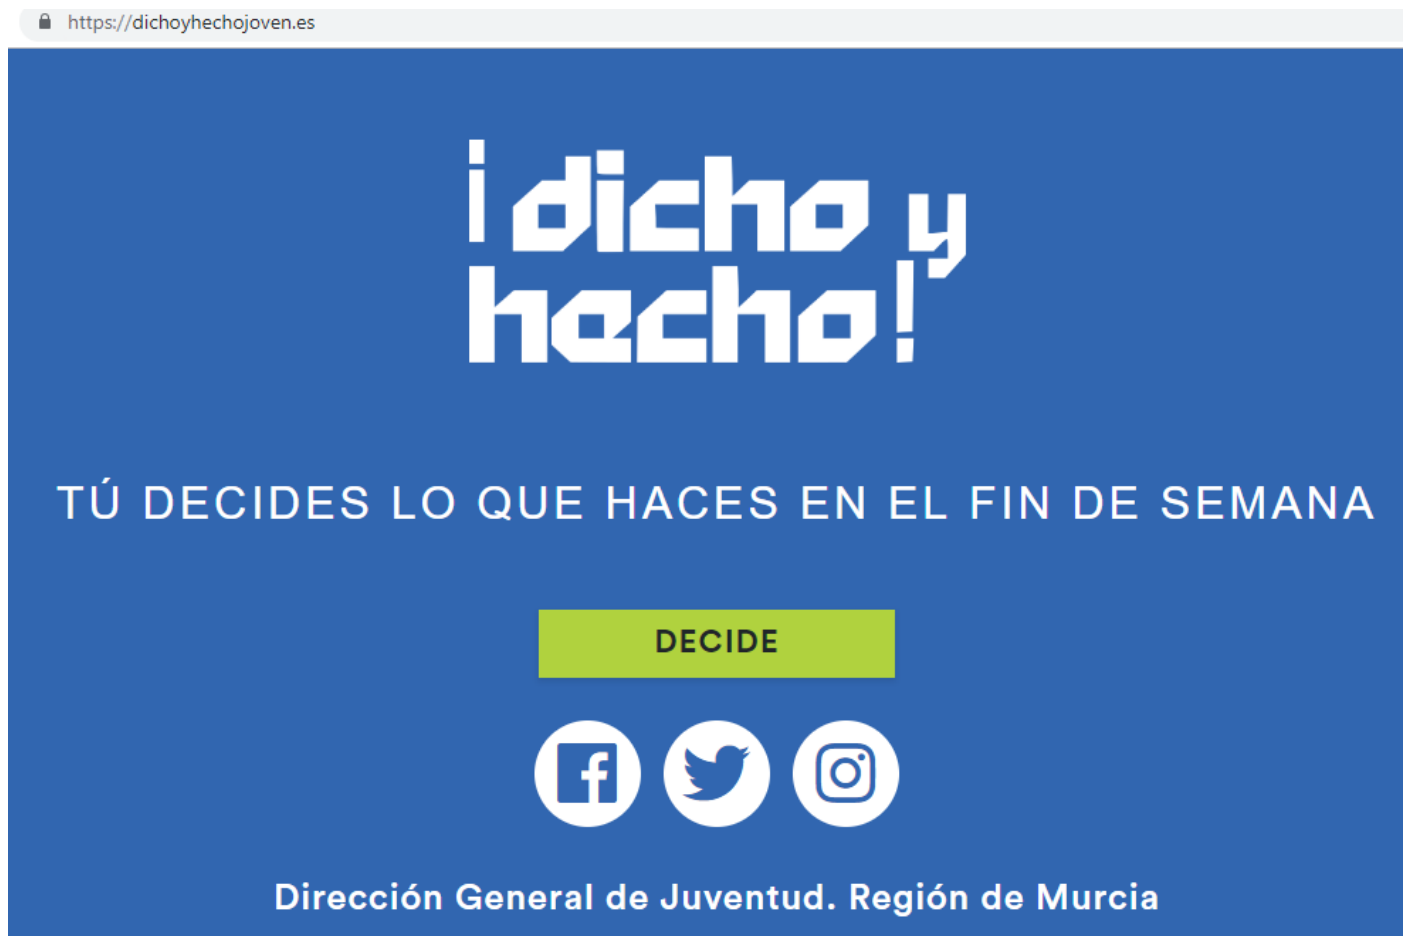 https://dichoyhechojoven.es
¡dicho y
hecho!
TÚ DECIDES LO QUE HACES EN EL FIN DE SEMANA
DECIDE
Dirección General de Juventud. Región de Murcia